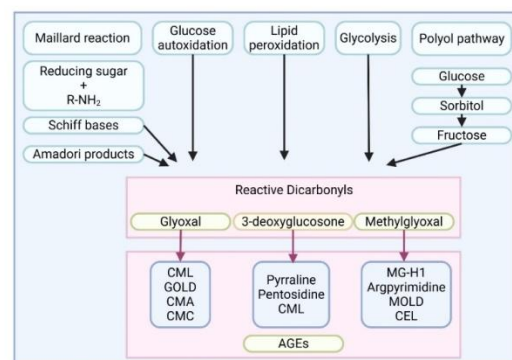 Maillard reaction
Glucose
autoxidation
Lipid
peroxidation
Glycolysis
Polyol pathway
Reducing sugar
+
R-NH₂
Schiff bases
Amadori products
Glucose
Sorbitol
Fructose
Reactive Dicarbonyls
Glyoxal
3-deoxyglucosone
Methylglyoxal
CML
GOLD
CMA
CMC
Pyrraline
Pentosidine
CML
MG-H1
Argpyrimidine
MOLD
CEL
AGEs